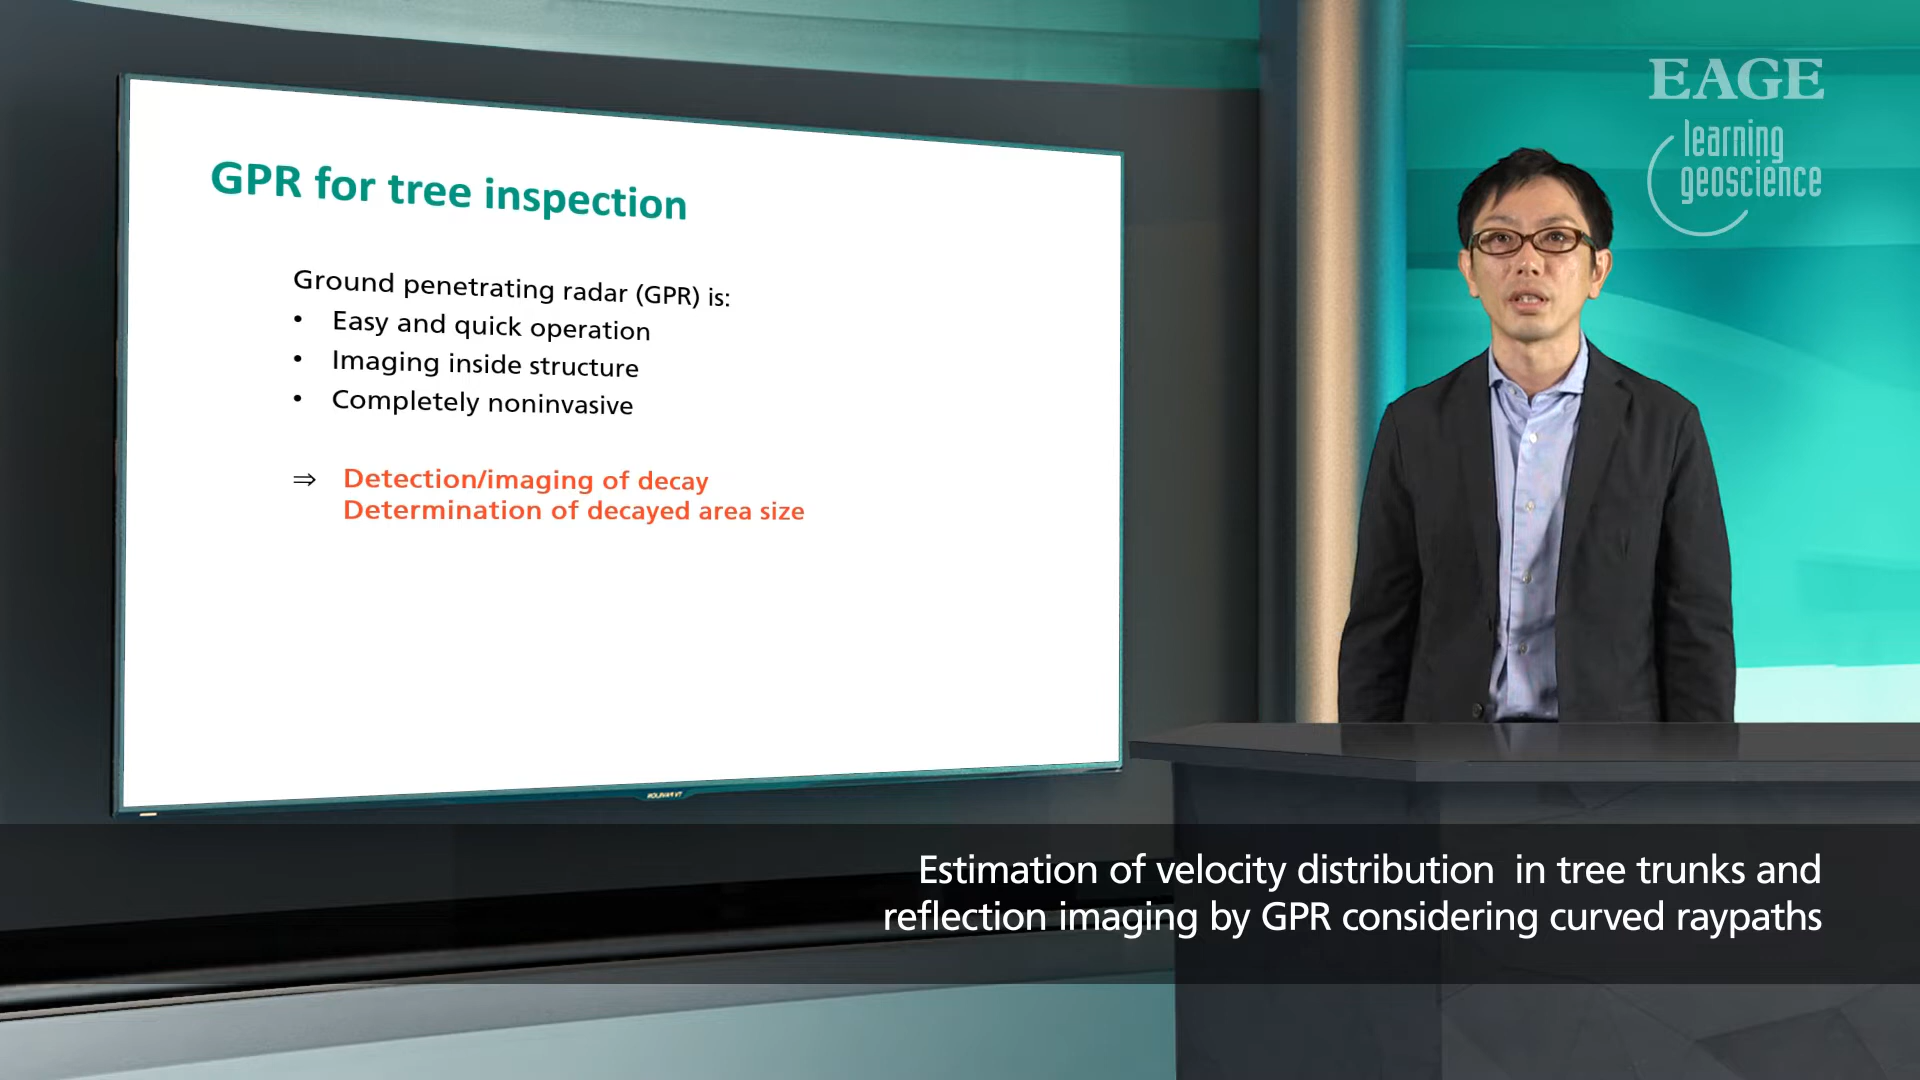 EAGE
learning
geoscience
GPR for tree inspection
Ground penetrating radar (GPR) is:
• Easy and quick operation
• Imaging inside structure
• Completely noninvasive
⇒ Detection/imaging of decay
Determination of decayed area size
Estimation of velocity distribution in tree trunks and
reflection imaging by GPR considering curved raypaths